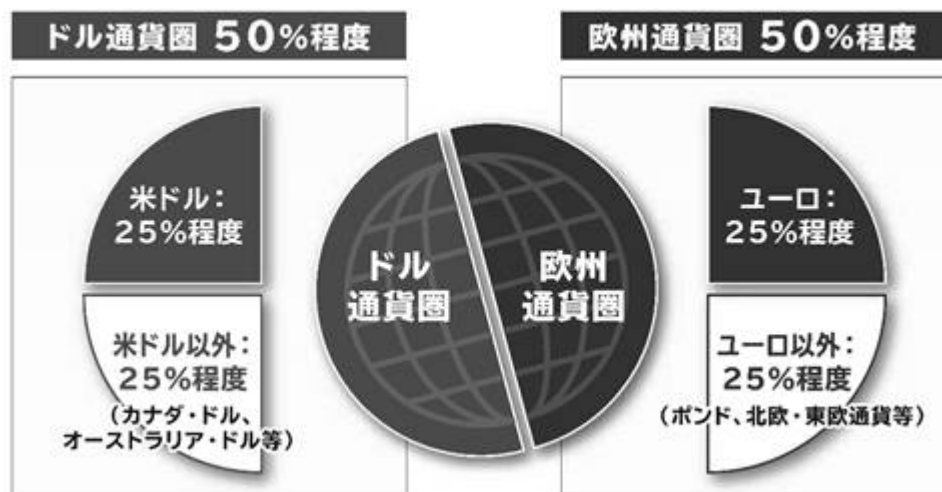 ドル通貨圏 50%程度
欧州通貨圏 50%程度
米ドル:
25%程度
米ドル以外:
25%程度
(カナダ・ドル、
オーストラリア・ドル等)
ドル
通貨圏
欧州
通貨圏
ユーロ:
25%程度
ユーロ以外:
25%程度
(ポンド、北欧・東欧通貨等)